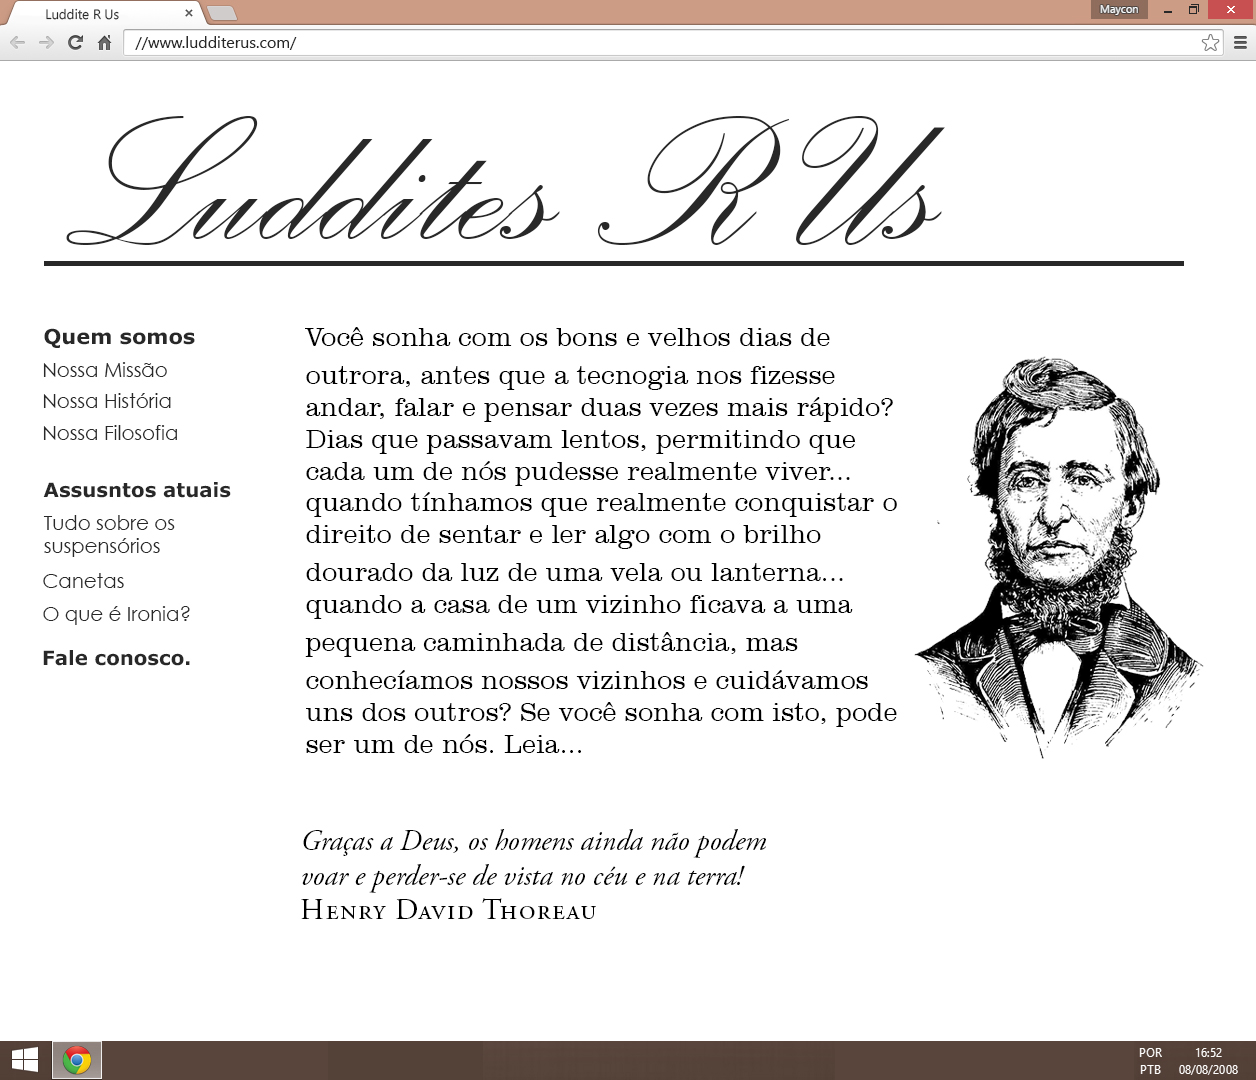 Luddite R Us
Maycon
//www.ludditerus.com/
Luddites R Us
Quem somos
Nossa Missão
Nossa História
Nossa Filosofia
Assusntos atuais
Tudo sobre os
suspensórios
Canetas
O que é Ironia?
Fale conosco.
Você sonha com os bons e velhos dias de
outrora, antes que a tecnogia nos fizesse
andar, falar e pensar duas vezes mais rápido?
Dias que passavam lentos, permitindo que
cada um de nós pudesse realmente viver...
quando tínhamos que realmente conquistar o
direito de sentar e ler algo com o brilho
dourado da luz de uma vela ou lanterna...
quando a casa de um vizinho ficava a uma
pequena caminhada de distância, mas
conhecíamos nossos vizinhos e cuidávamos
uns dos outros? Se você sonha com isto, pode
ser um de nós. Leia...
Graças a Deus, os homens ainda não podem
voar e perder-se de vista no céu e na terra!
Henry David Thoreau
POR 16:52
PTB 08/08/2008